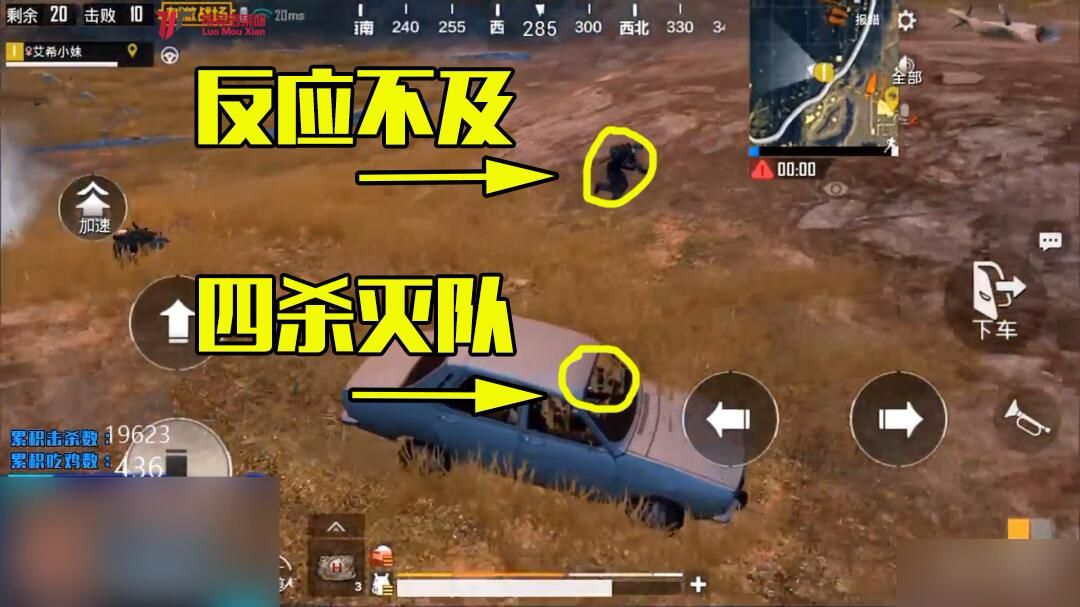 剩余 20 击败 10
Luo Mou Xian
20ms
西南 240 255 西 285 300 西北 330
报错
♀艾希小妹
全部
反应不及
00:00
加速
四杀灭队
下车
累积击杀数：19623
累积吃鸡数：436
3